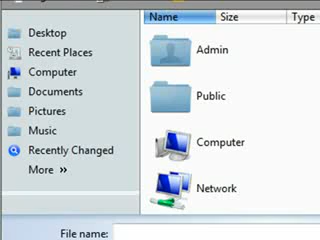 Name Size Type
Desktop
Recent Places
Computer
Documents
Pictures
Music
Recently Changed
More »
Admin
Public
Computer
Network
File name: